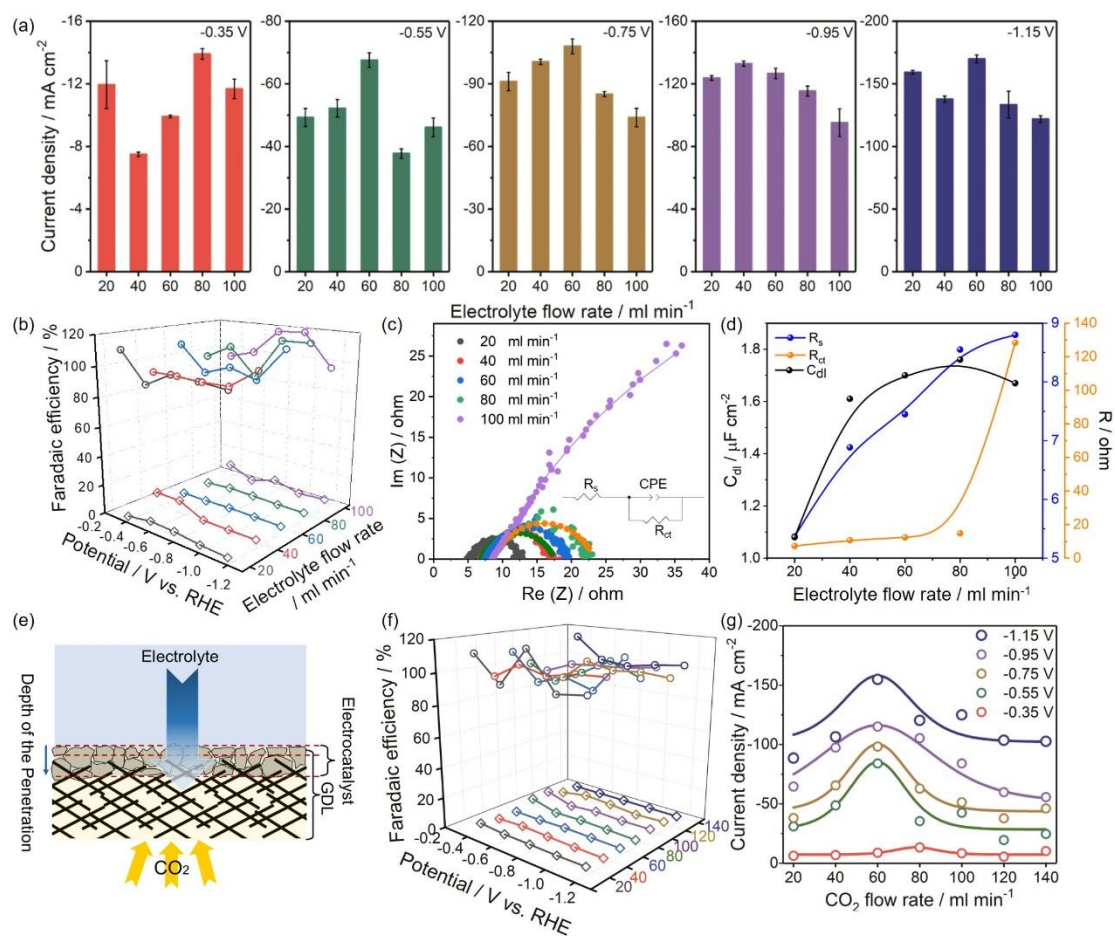 (a)
Current density / mA cm⁻²
-16
-12
-8
-4
0
-0.35 V
20 40 60 80 100
-80
-60
-40
-20
0
-0.55 V
20 40 60 80 100
-120
-90
-60
-30
0
-0.75 V
20 40 60 80 100
-160
-120
-80
-40
0
-0.95 V
20 40 60 80 100
-200
-150
-100
-50
0
-1.15 V
20 40 60 80 100
Electrolyte flow rate / ml min⁻¹
(b)
Faradaic efficiency / %
120
100
80
60
40
20
0
-0.2
-0.4
-0.6
-0.8
-1.0
-1.2
Potential / V vs. RHE
20
40
60
80
100
Electrolyte flow rate
/ ml min⁻¹
(c)
Im (Z) / ohm
28
24
20
16
12
8
4
0
20 ml min⁻¹
40 ml min⁻¹
60 ml min⁻¹
80 ml min⁻¹
100 ml min⁻¹
Rs
CPE
Rct
0 5 10 15 20 25 30 35 40
Re (Z) / ohm
(d)
Cdl / µF cm⁻²
1.8
1.6
1.4
1.2
1.0
Rs
Rct
Cdl
9
8
7
6
5
140
120
100
80
60
40
20
0
R / ohm
20 40 60 80 100
Electrolyte flow rate / ml min⁻¹
(e)
Depth of the Penetration
Electrolyte
Electrocatalyst
GDL
CO₂
(f)
Faradaic efficiency / %
120
100
80
60
40
20
0
-0.2
-0.4
-0.6
-0.8
-1.0
-1.2
Potential / V vs. RHE
20
40
60
80
100
120
140
(g)
Current density / mA cm⁻²
-200
-150
-100
-50
0
-1.15 V
-0.95 V
-0.75 V
-0.55 V
-0.35 V
20 40 60 80 100 120 140
CO₂ flow rate / ml min⁻¹